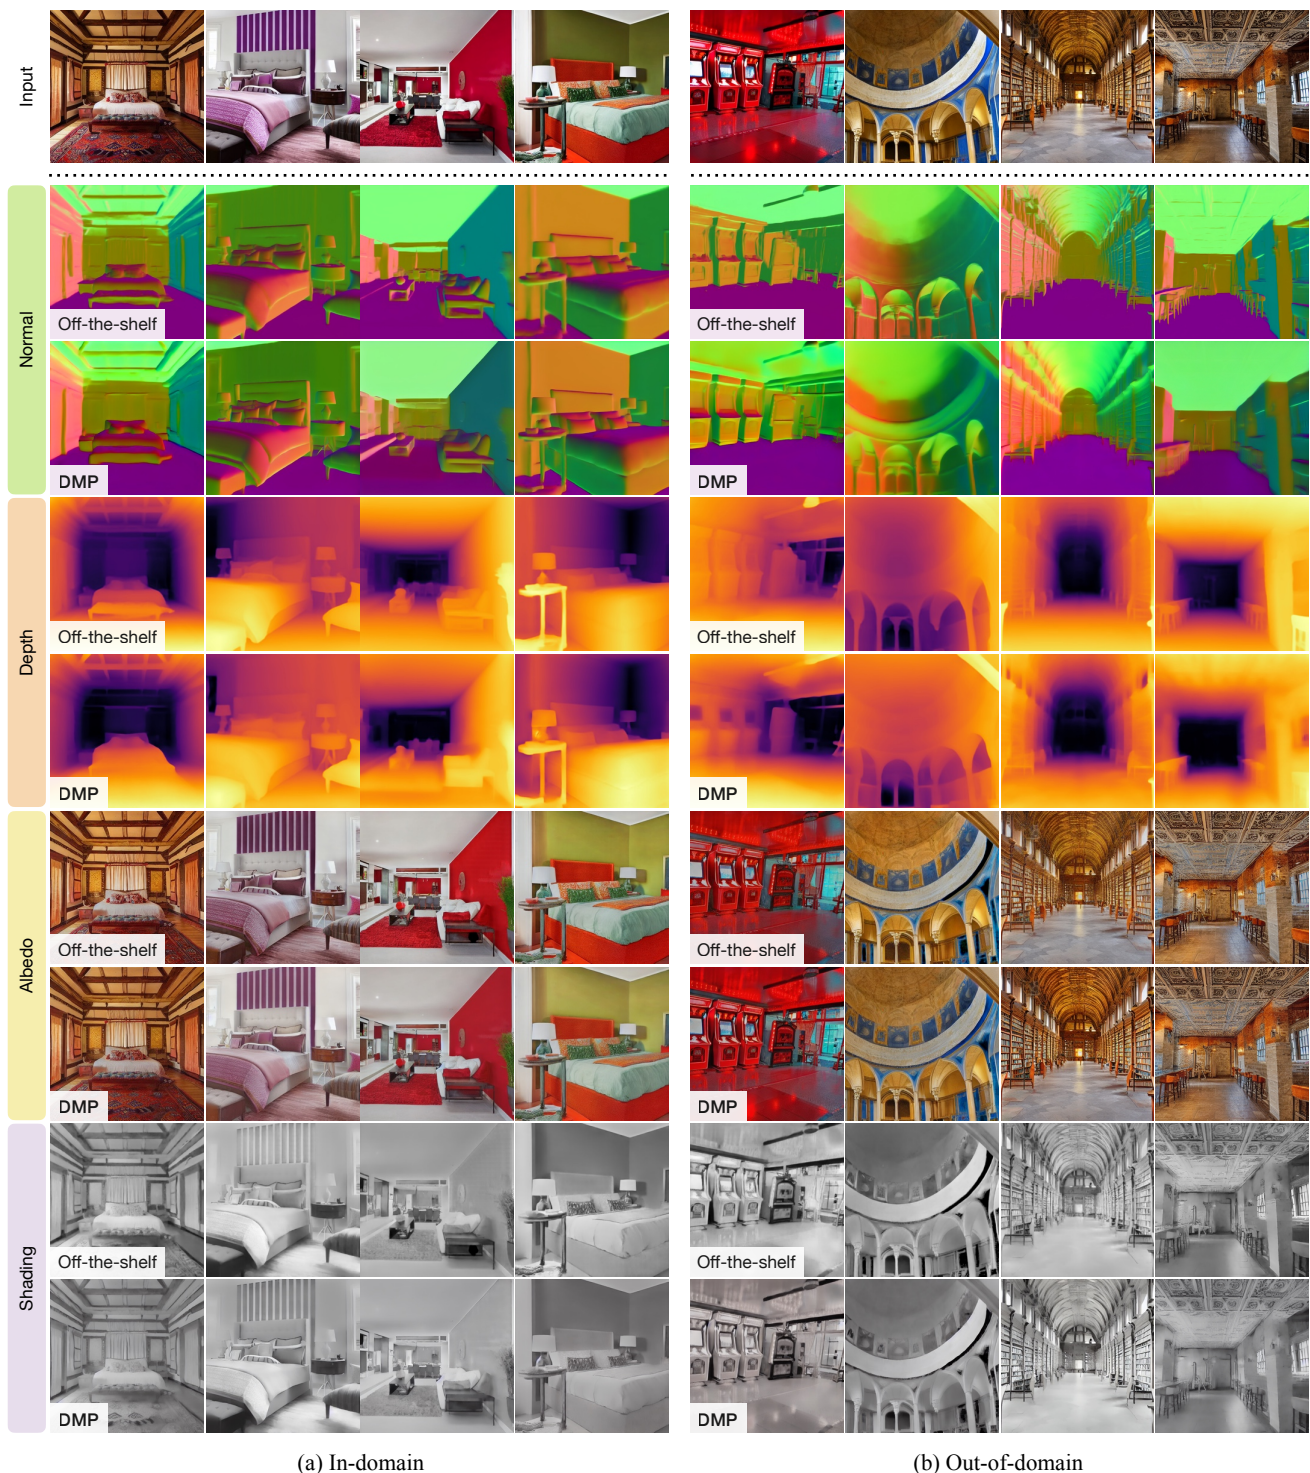 Input
Normal
Off-the-shelf
Off-the-shelf
DMP
DMP
Depth
Off-the-shelf
Off-the-shelf
DMP
DMP
Albedo
Off-the-shelf
Off-the-shelf
DMP
DMP
Shading
Off-the-shelf
Off-the-shelf
DMP
DMP
(a) In-domain
(b) Out-of-domain